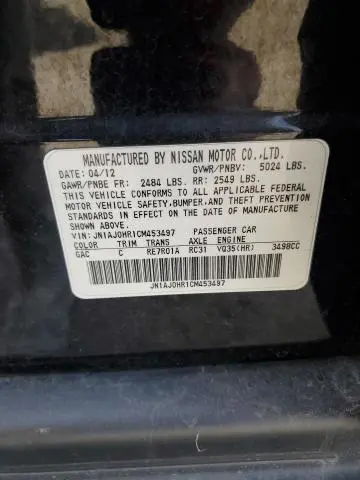 MANUFACTURED BY NISSAN MOTOR CO.,LTD.
DATE: 04/12 GVWR/PNBV: 5024 LBS.
GAWR/PNBE FR: 2484 LBS. RR: 2549 LBS.
THIS VEHICLE CONFORMS TO ALL APPLICABLE FEDERAL
MOTOR VEHICLE SAFETY,BUMPER,AND THEFT PREVENTION
STANDARDS IN EFFECT ON THE DATE OF MANUFACTURE
SHOWN ABOVE.
VIN: JN1AJ0HR1CM453497 PASSENGER CAR
COLOR TRIM TRANS AXLE ENGINE
GAC C RE7R01A RC31 VQ35(HR) 3498CC
JN1AJ0HR1CM453497